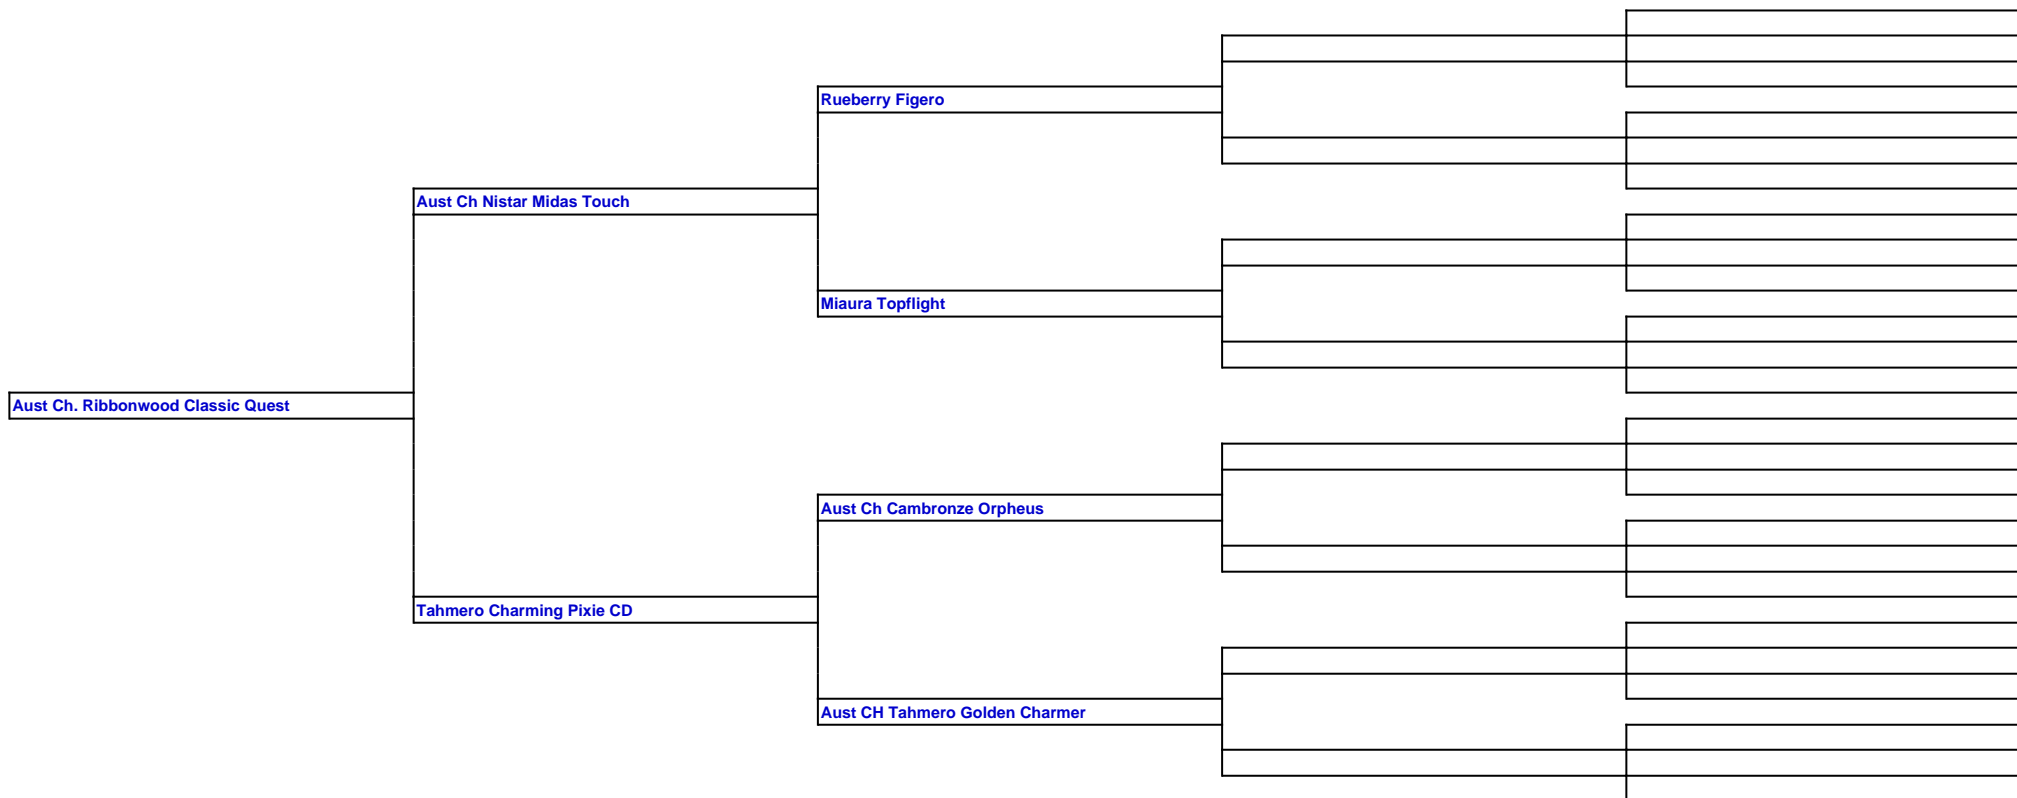 Rueberry Figero
Aust Ch Nistar Midas Touch
Miaura Topflight
Aust Ch. Ribbonwood Classic Quest
Aust Ch Cambronze Orpheus
Tahmero Charming Pixie CD
Aust CH Tahmero Golden Charmer